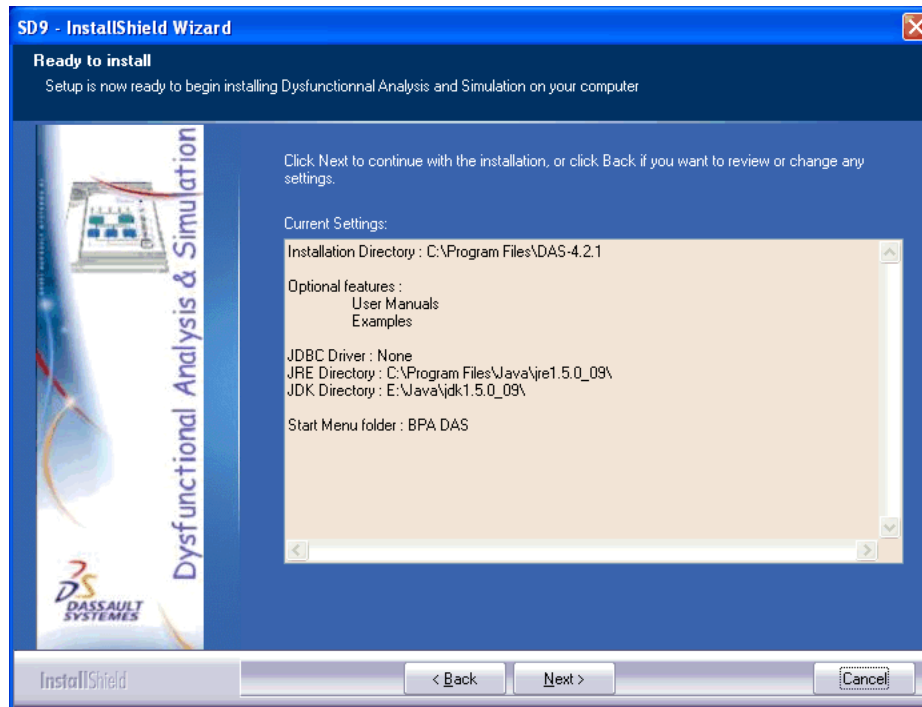 SD9 - InstallShield Wizard
Ready to install
Setup is now ready to begin installing Dysfunctionnal Analysis and Simulation on your computer
Dysfunctional Analysis & Simulation
DASSAULT
SYSTEMES
Click Next to continue with the installation, or click Back if you want to review or change any
settings.
Current Settings:
Installation Directory : C:\Program Files\DAS-4.2.1
Optional features :
User Manuals
Examples
JDBC Driver : None
JRE Directory : C:\Program Files\Java\jre1.5.0_09\
JDK Directory : E:\Java\jdk1.5.0_09\
Start Menu folder : BPA DAS
InstallShield
< Back
Next >
Cancel